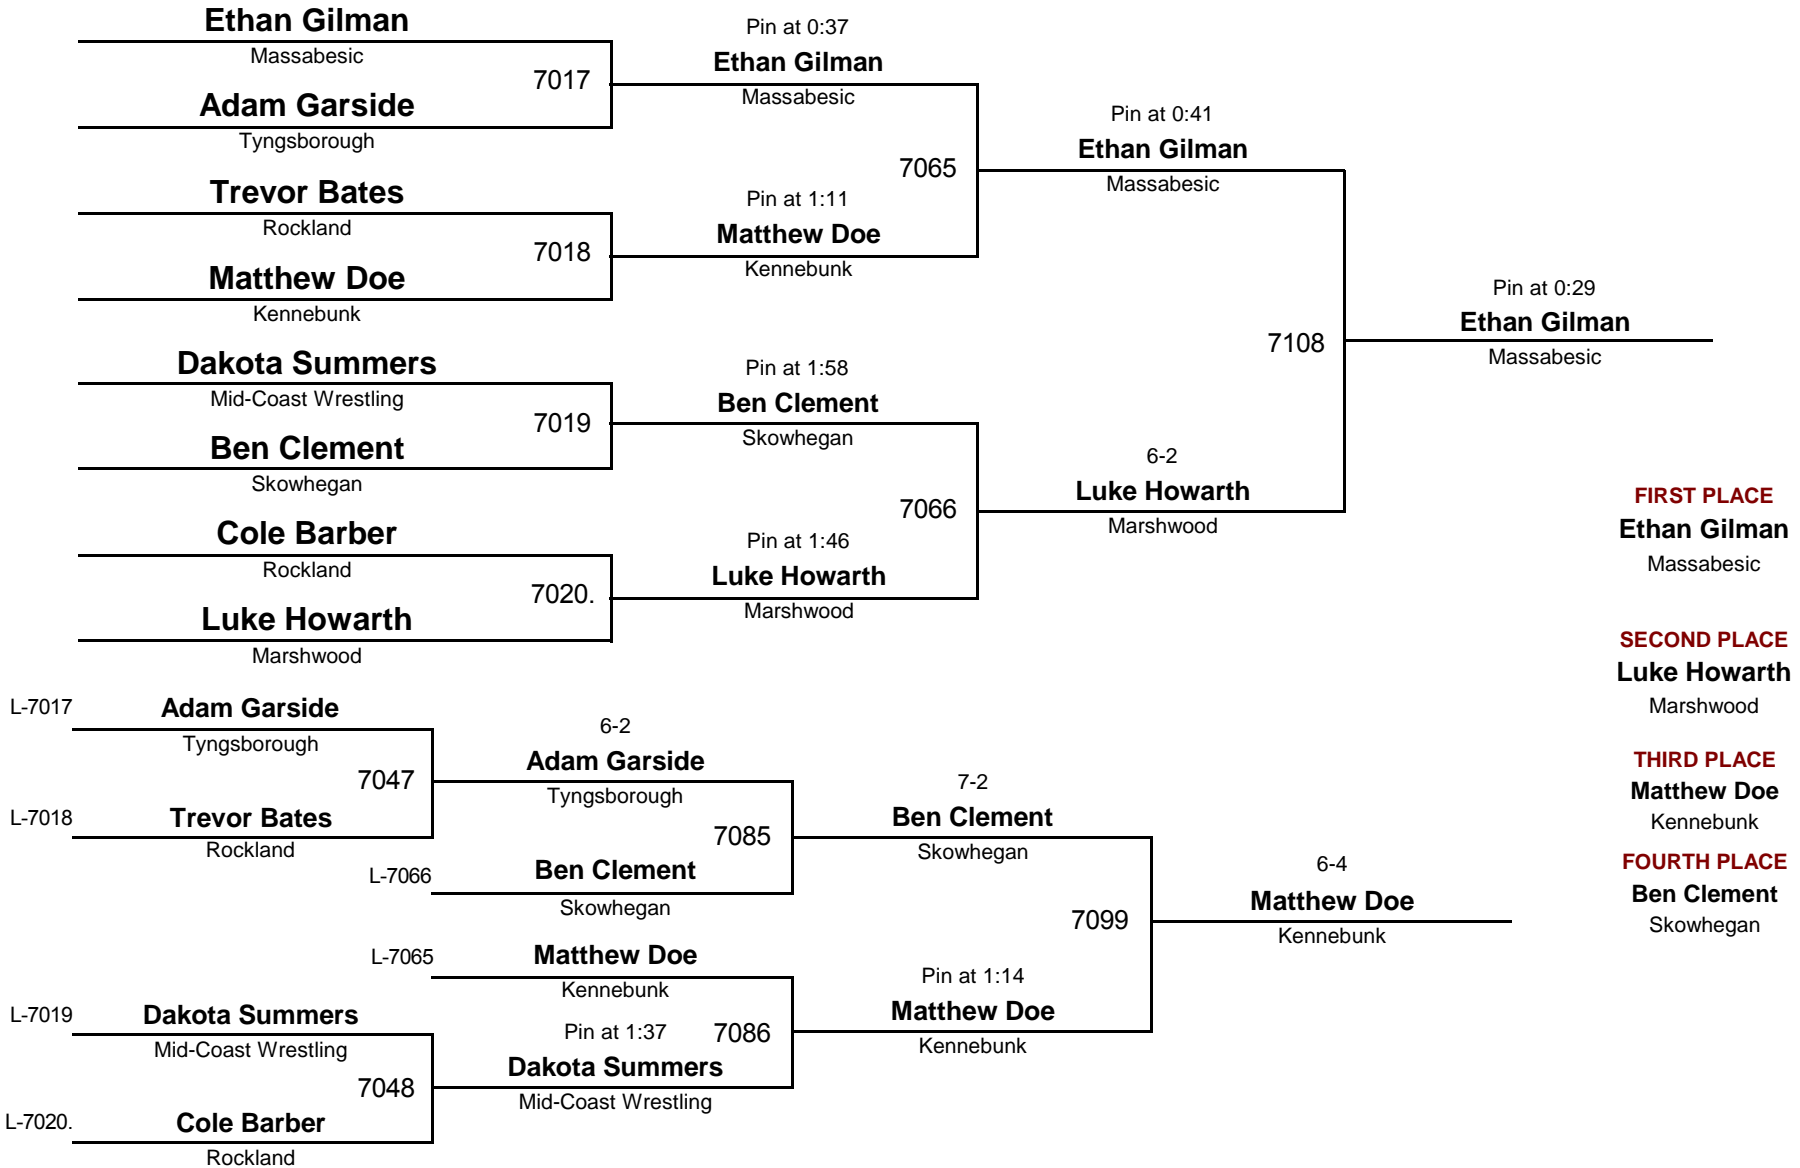 Ethan Gilman
Massabesic
7017
Adam Garside
Tyngsborough
Trevor Bates
Rockland
7018
Matthew Doe
Kennebunk
Dakota Summers
Mid-Coast Wrestling
7019
Ben Clement
Skowhegan
Cole Barber
Rockland
7020.
Luke Howarth
Marshwood
Pin at 0:37
Ethan Gilman
Massabesic
7065
Pin at 1:11
Matthew Doe
Kennebunk
Pin at 1:58
Ben Clement
Skowhegan
7066
Pin at 1:46
Luke Howarth
Marshwood
Pin at 0:41
Ethan Gilman
Massabesic
7108
6-2
Luke Howarth
Marshwood
Pin at 0:29
Ethan Gilman
Massabesic
FIRST PLACE
Ethan Gilman
Massabesic
SECOND PLACE
Luke Howarth
Marshwood
THIRD PLACE
Matthew Doe
Kennebunk
FOURTH PLACE
Ben Clement
Skowhegan
L-7017
Adam Garside
Tyngsborough
7047
L-7018
Trevor Bates
Rockland
6-2
Adam Garside
Tyngsborough
7085
L-7066
Ben Clement
Skowhegan
L-7065
Matthew Doe
Kennebunk
7086
L-7019
Dakota Summers
Mid-Coast Wrestling
7048
L-7020.
Cole Barber
Rockland
Pin at 1:37
Dakota Summers
Mid-Coast Wrestling
7-2
Ben Clement
Skowhegan
7099
Pin at 1:14
Matthew Doe
Kennebunk
6-4
Matthew Doe
Kennebunk